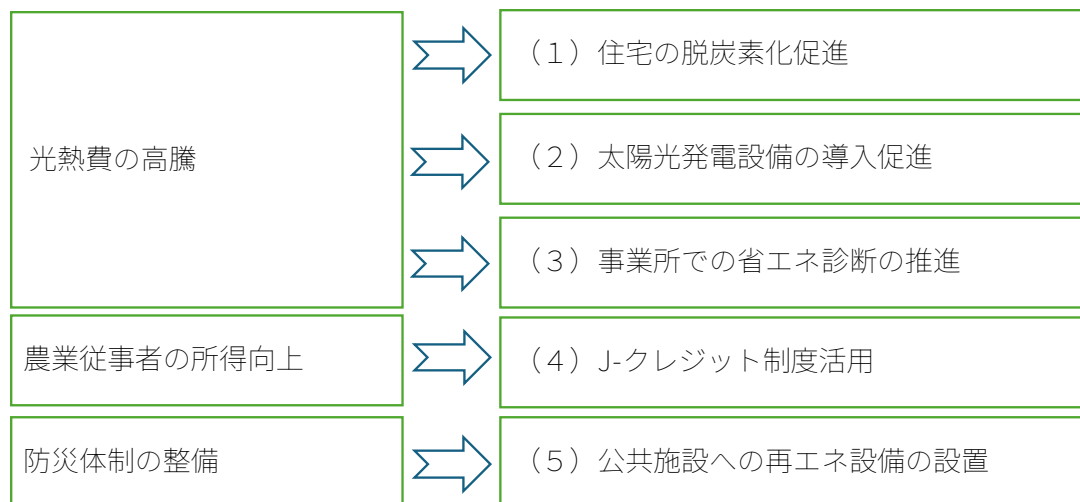 光熱費の高騰
（１）住宅の脱炭素化促進
（２）太陽光発電設備の導入促進
（３）事業所での省エネ診断の推進
農業従事者の所得向上
（４）J-クレジット制度活用
防災体制の整備
（５）公共施設への再エネ設備の設置